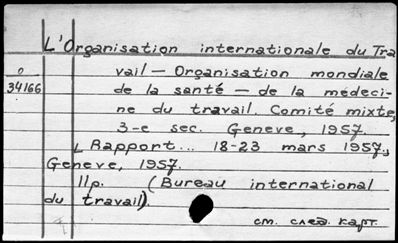 L'Organisation internationale du Tra
vail — Organisation mondiale
0
34166
de la santé — de la médeci-
ne du travail. Comité mixte,
3-e sec. Geneve, 1957.
Rapport... 18-23 mars 1957,
Geneve, 1957.
11p. (Bureau international
du travail).
см. след. карт.